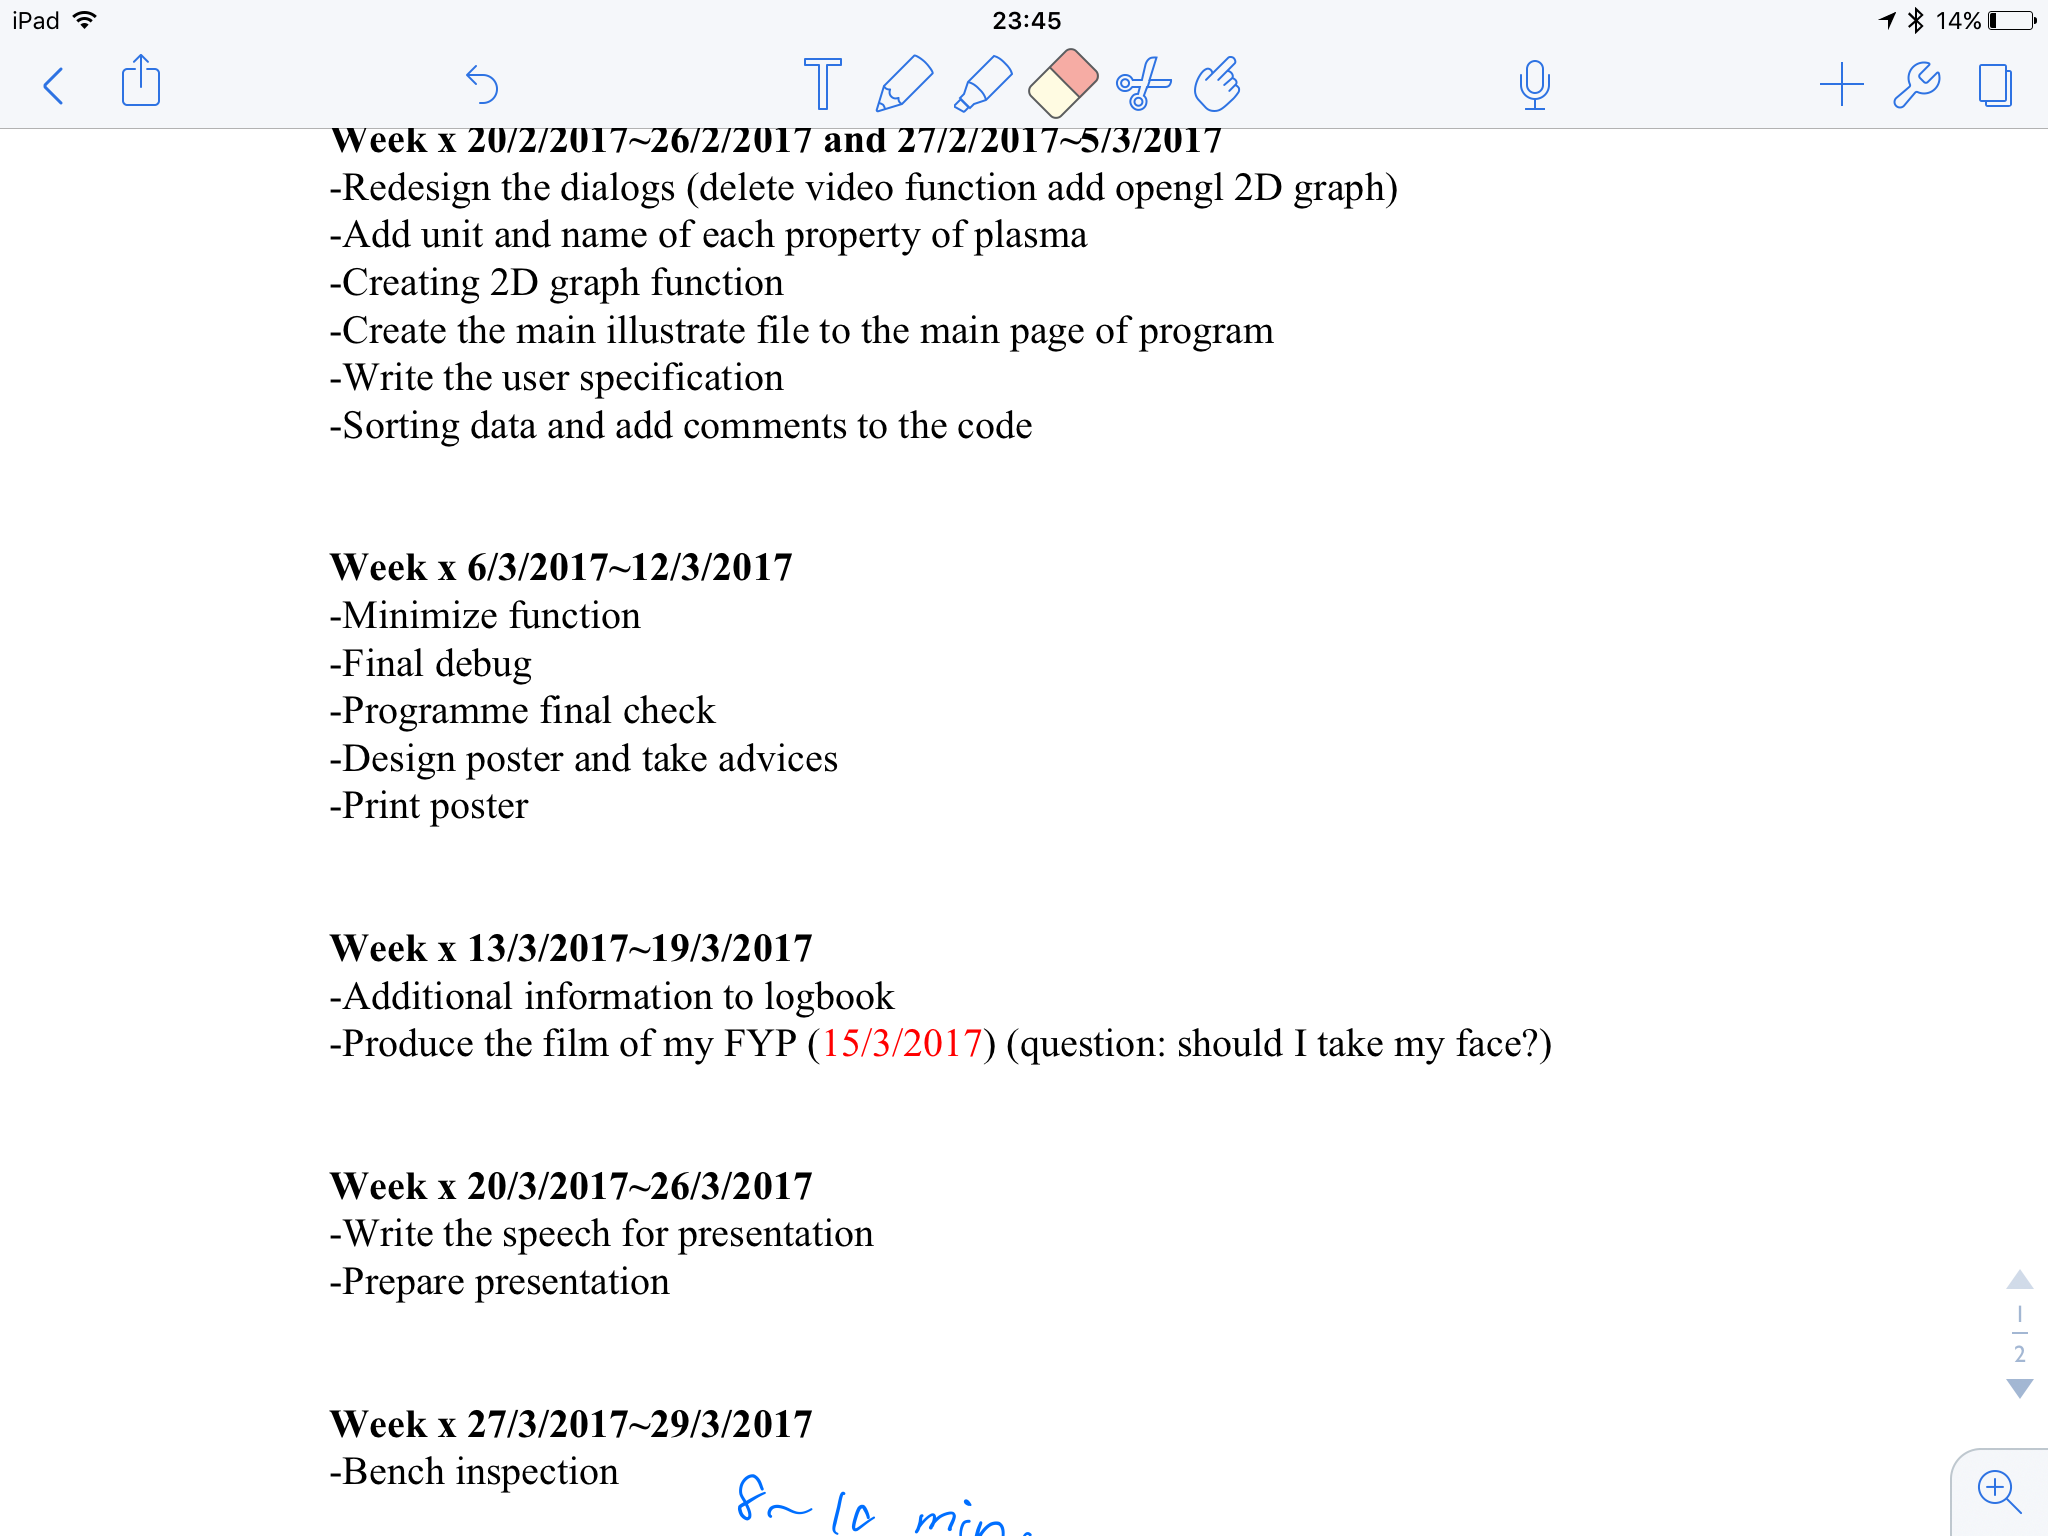 iPad 23:45 14%
T
Week x 20/2/2017~26/2/2017 and 27/2/2017~5/3/2017
-Redesign the dialogs (delete video function add opengl 2D graph)
-Add unit and name of each property of plasma
-Creating 2D graph function
-Create the main illustrate file to the main page of program
-Write the user specification
-Sorting data and add comments to the code
Week x 6/3/2017~12/3/2017
-Minimize function
-Final debug
-Programme final check
-Design poster and take advices
-Print poster
Week x 13/3/2017~19/3/2017
-Additional information to logbook
-Produce the film of my FYP (15/3/2017) (question: should I take my face?)
Week x 20/3/2017~26/3/2017
-Write the speech for presentation
-Prepare presentation
1
2
Week x 27/3/2017~29/3/2017
-Bench inspection
8~10 min.